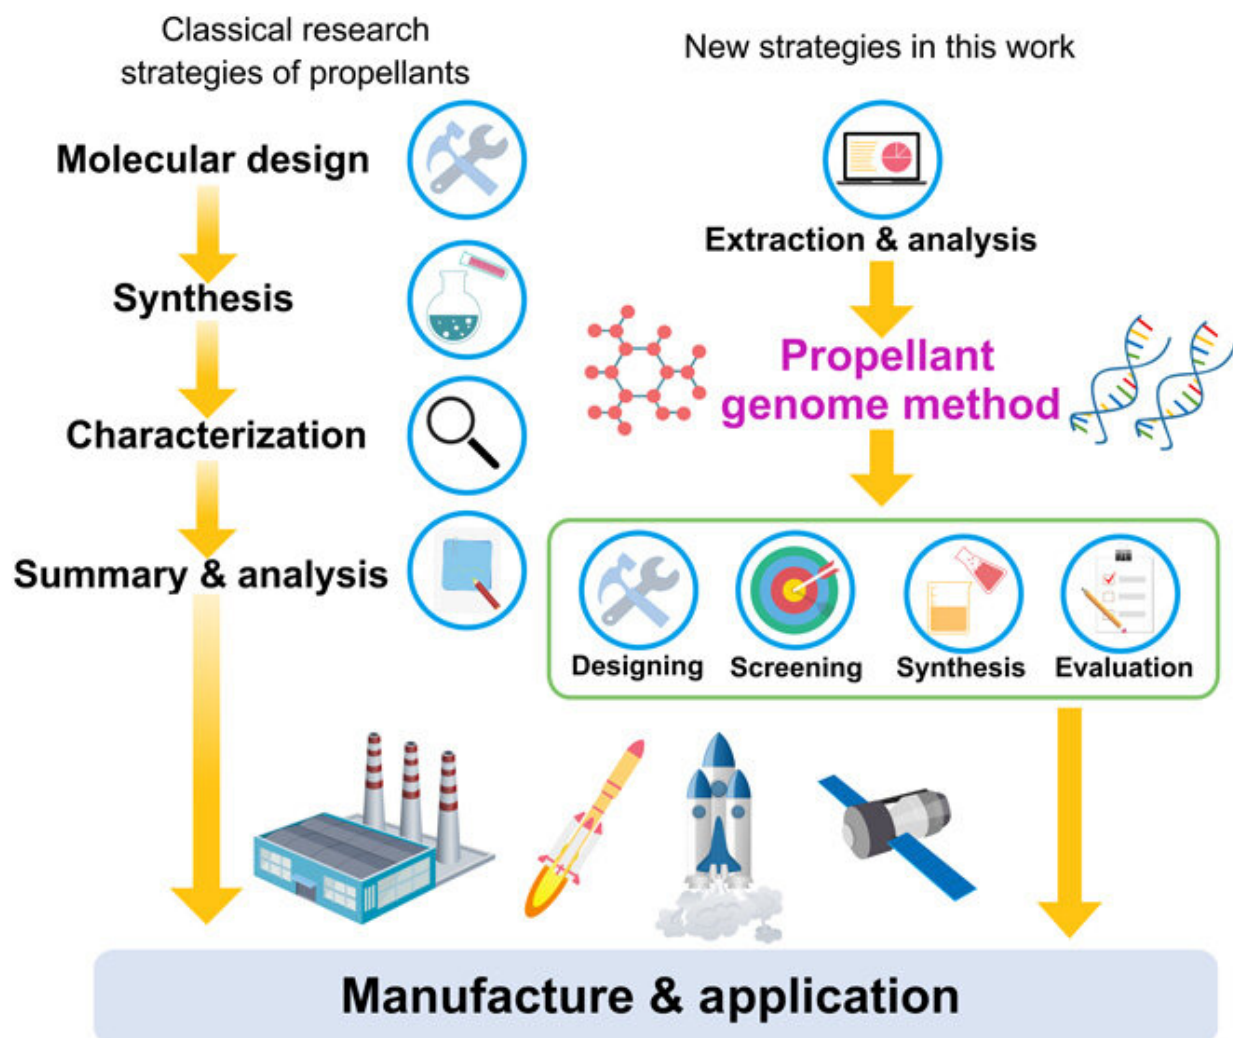 Classical research
strategies of propellants
Molecular design
Synthesis
Characterization
Summary & analysis
New strategies in this work
Extraction & analysis
Propellant
genome method
Designing
Screening
Synthesis
Evaluation
Manufacture & application